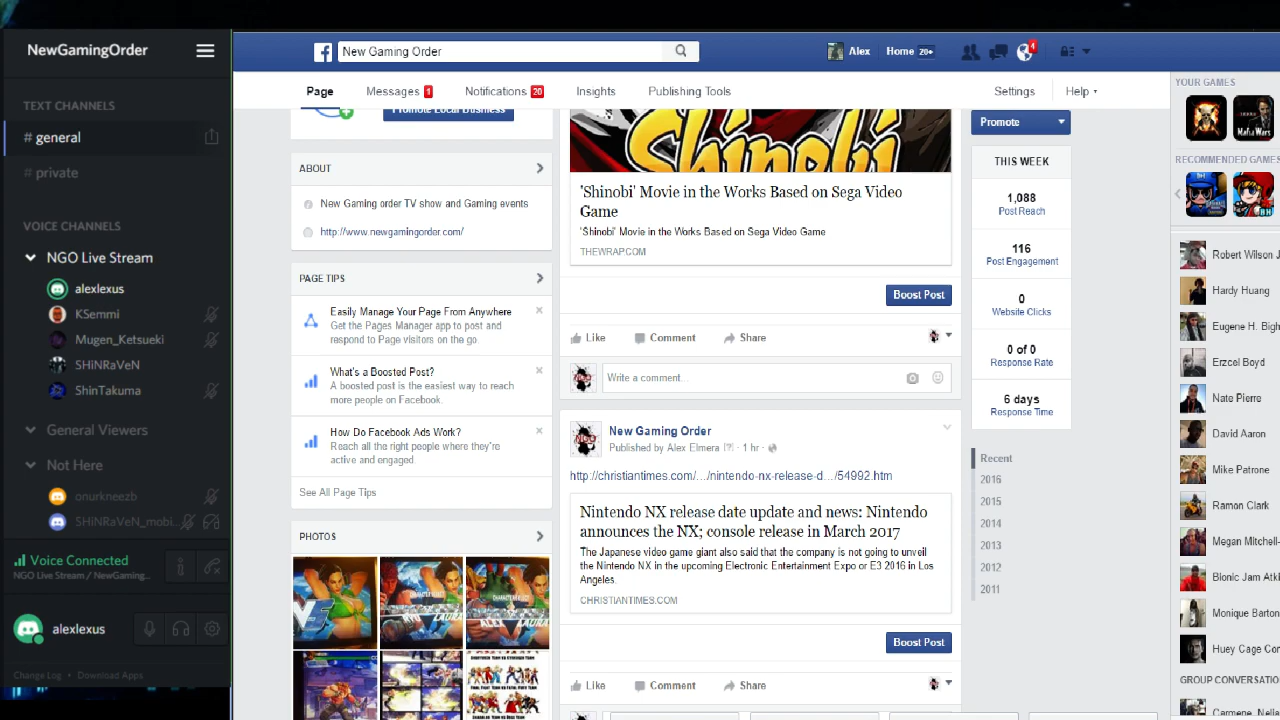 NewGamingOrder
TEXT CHANNELS
# general
# private
VOICE CHANNELS
NGO Live Stream
alexlexus
KSemmi
Mugen_Ketsueki
SHiNRaVeN
ShinTakuma
General Viewers
Not Here
onurkneezb
SHiNRaVeN_mobi...
Voice Connected
NGO Live Stream / NewGaming...
alexlexus
Change Log • Download Apps
New Gaming Order
Alex
Home 20+
4
Page
Messages 1
Notifications 20
Insights
Publishing Tools
Settings
Help
Promote Local Business
ABOUT
New Gaming order TV show and Gaming events
http://www.newgamingorder.com/
PAGE TIPS
Easily Manage Your Page From Anywhere
Get the Pages Manager app to post and
respond to Page visitors on the go.
What's a Boosted Post?
A boosted post is the easiest way to reach
more people on Facebook.
How Do Facebook Ads Work?
Reach all the right people where they're
active and engaged.
See All Page Tips
PHOTOS
Shinobi
'Shinobi' Movie in the Works Based on Sega Video
Game
'Shinobi' Movie in the Works Based on Sega Video Game
THEWRAP.COM
Boost Post
Like Comment Share
Write a comment...
NGO
New Gaming Order
Published by Alex Elmera [?] · 1 hr ·
http://christiantimes.com/.../nintendo-nx-release-d.../54992.htm
Nintendo NX release date update and news: Nintendo
announces the NX; console release in March 2017
The Japanese video game giant also said that the company is not going to unveil
the Nintendo NX in the upcoming Electronic Entertainment Expo or E3 2016 in Los
Angeles.
CHRISTIANTIMES.COM
Boost Post
Like Comment Share
Promote
THIS WEEK
1,088
Post Reach
116
Post Engagement
0
Website Clicks
0 of 0
Response Rate
6 days
Response Time
Recent
2016
2015
2014
2013
2012
2011
YOUR GAMES
Mafia Wars
RECOMMENDED GAMES
Robert Wilson J
Hardy Huang
Eugene H. Bigh
Erzcel Boyd
Nate Pierre
David Aaron
Mike Patrone
Ramon Clark
Megan Mitchell-
Bionic Jam Atki
Monique Barton
Huey Cage Cor
GROUP CONVERSATIO